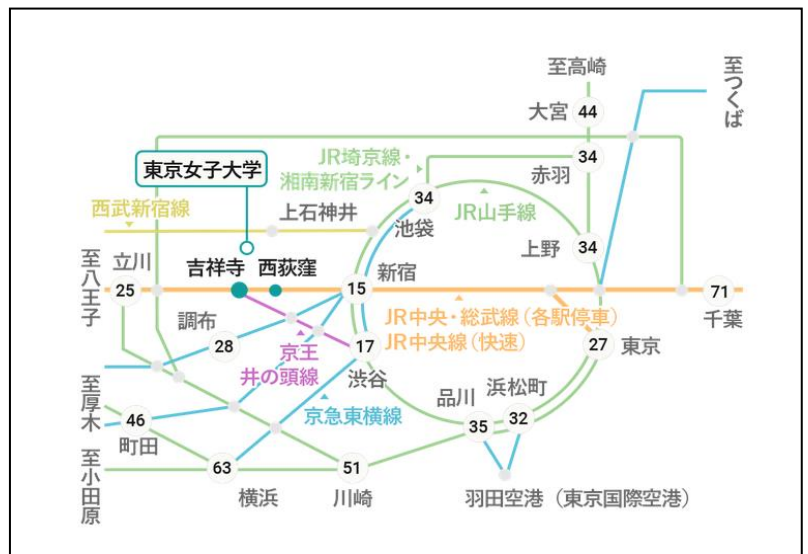 至高崎
至つくば
大宮
44
34
赤羽
JR埼京線・
湘南新宿ライン
34
池袋
JR山手線
上野
34
東京女子大学
西武新宿線
上石神井
至八王子
立川
25
吉祥寺
西荻窪
新宿
15
71
千葉
JR中央・総武線（各駅停車）
JR中央線（快速）
27
東京
調布
28
京王
井の頭線
17
渋谷
京急東横線
品川
35
浜松町
32
至厚木
46
町田
至小田原
63
横浜
51
川崎
羽田空港（東京国際空港）